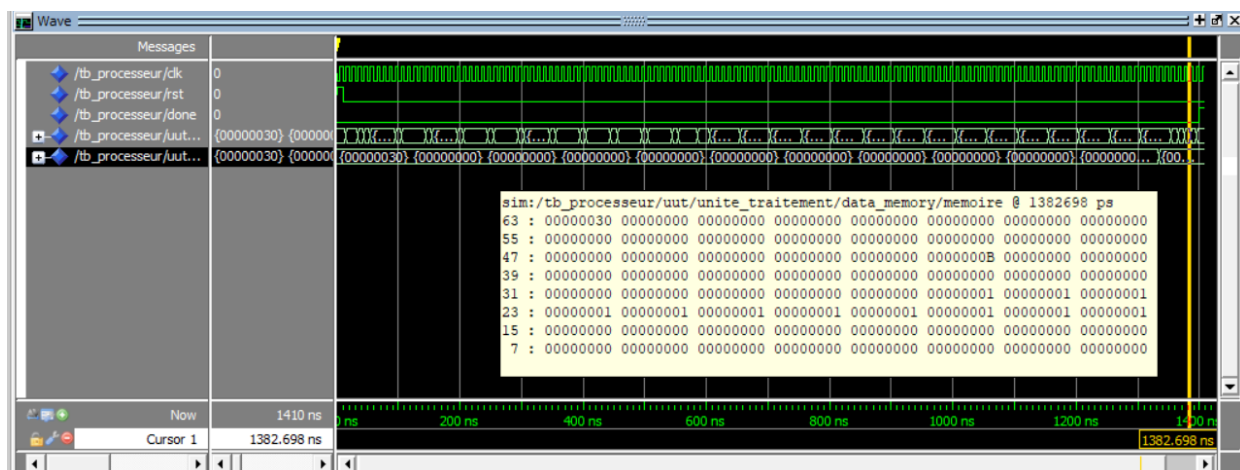 Wave
Messages
/tb_processeur/clk 0
/tb_processeur/rst 0
/tb_processeur/done 0
/tb_processeur/uut... {00000030} {000000
/tb_processeur/uut... {00000030} {000000 {00000030} {00000000} {00000000} {00000000} {00000000} {00000000} {00000000} {00000000} {00000000} {00000000} {0000000... {00...
sim:/tb_processeur/uut/unite_traitement/data_memory/memoire @ 1382698 ps
63 : 00000030 00000000 00000000 00000000 00000000 00000000 00000000 00000000
55 : 00000000 00000000 00000000 00000000 00000000 00000000 00000000 00000000
47 : 00000000 00000000 00000000 00000000 00000000 0000000B 00000000 00000000
39 : 00000000 00000000 00000000 00000000 00000000 00000000 00000000 00000000
31 : 00000000 00000000 00000000 00000000 00000000 00000001 00000001 00000001
23 : 00000001 00000001 00000001 00000001 00000001 00000001 00000001 00000001
15 : 00000000 00000000 00000000 00000000 00000000 00000000 00000000 00000000
7 : 00000000 00000000 00000000 00000000 00000000 00000000 00000000 00000000
Now 1410 ns
ns 200 ns 400 ns 600 ns 800 ns 1000 ns 1200 ns
Cursor 1 1382.698 ns 1382.698 ns